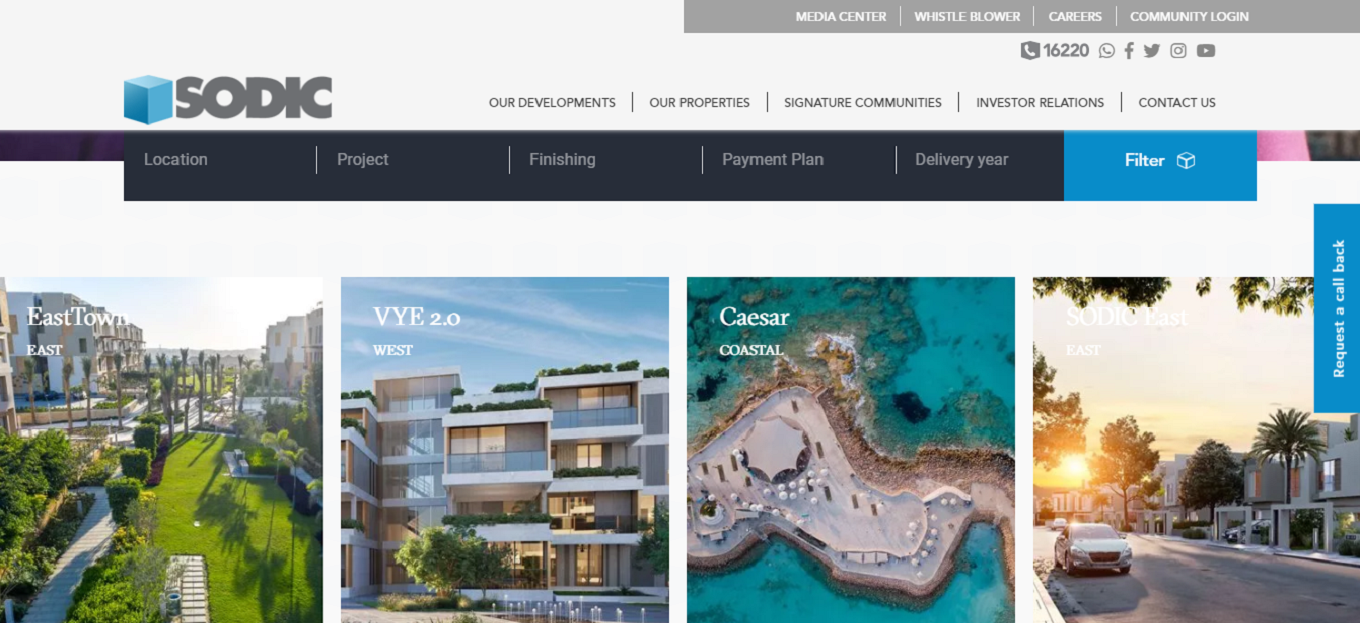 MEDIA CENTER
WHISTLE BLOWER
CAREERS
COMMUNITY LOGIN
16220
SODIC
OUR DEVELOPMENTS
OUR PROPERTIES
SIGNATURE COMMUNITIES
INVESTOR RELATIONS
CONTACT US
Location
Project
Finishing
Payment Plan
Delivery year
Filter
Request a call back
EastTown
EAST
VYE 2.0
WEST
Caesar
COASTAL
SODIC East
EAST